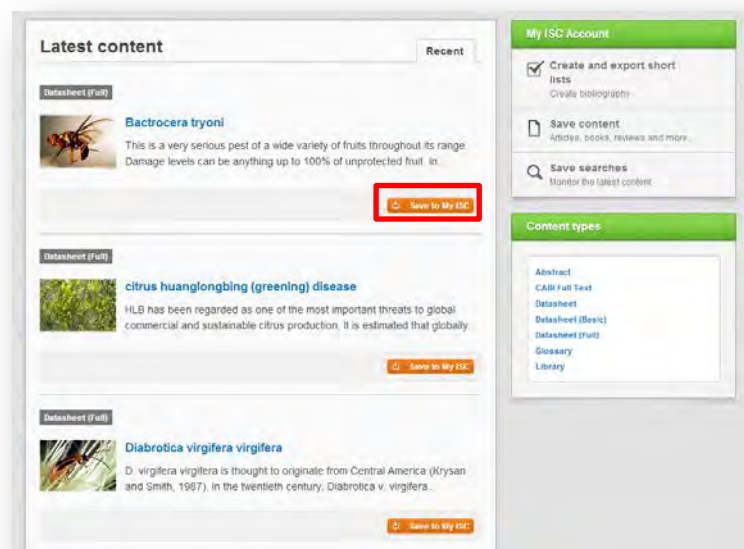 Latest content
Recent
Datasheet (Full)
Bactrocera tryoni
This is a very serious pest of a wide variety of fruits throughout its range.
Damage levels can be anything up to 100% of unprotected fruit. In...
Save to My ISC
Datasheet (Full)
citrus huanglongbing (greening) disease
HLB has been regarded as one of the most important threats to global
commercial and sustainable citrus production. It is estimated that globally
Save to My ISC
Datasheet (Full)
Diabrotica virgifera virgifera
D. virgifera virgifera is thought to originate from Central America (Krysan
and Smith, 1987). In the twentieth century, Diabrotica v. virgifera...
Save to My ISC
My ISC Account
Create and export short
lists
Create bibliography
Save content
Articles, books, reviews and more...
Save searches
Monitor the latest content
Content types
Abstract
CABI Full Text
Datasheet
Datasheet (Basic)
Datasheet (Full)
Glossary
Library